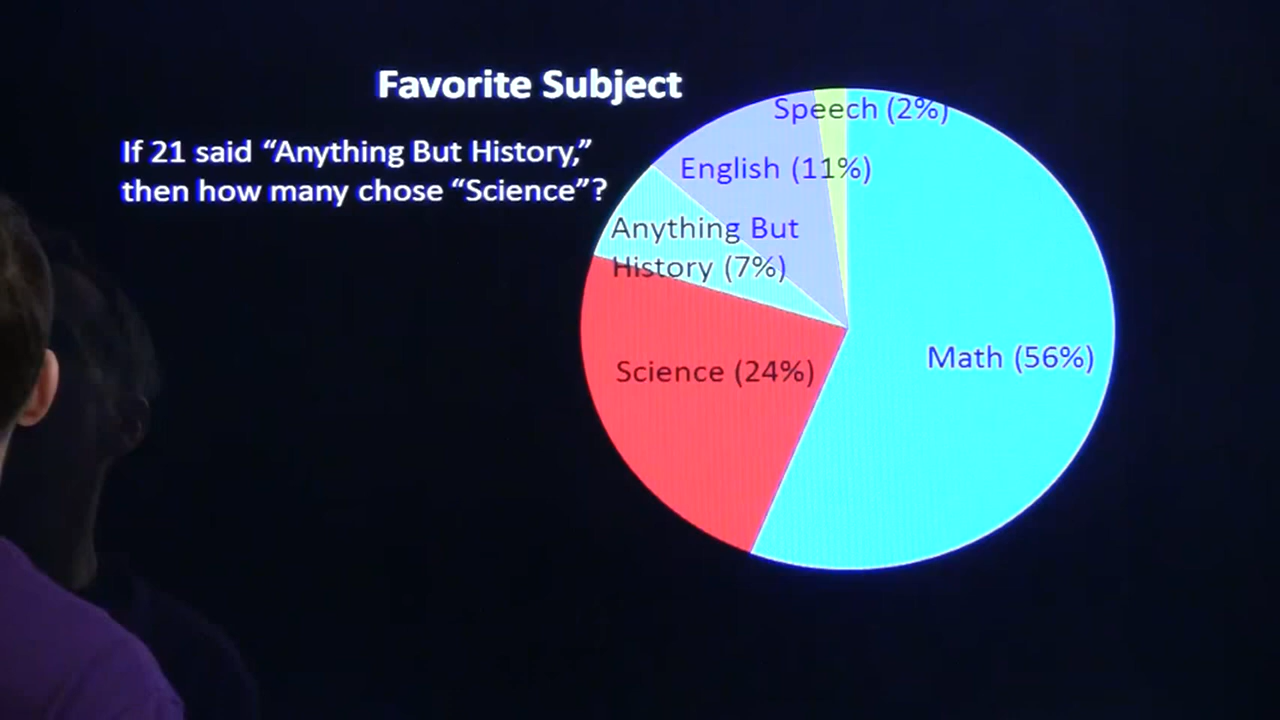 Favorite Subject
If 21 said “Anything But History,”
then how many chose “Science”?
Speech (2%)
English (11%)
Anything But
History (7%)
Science (24%)
Math (56%)